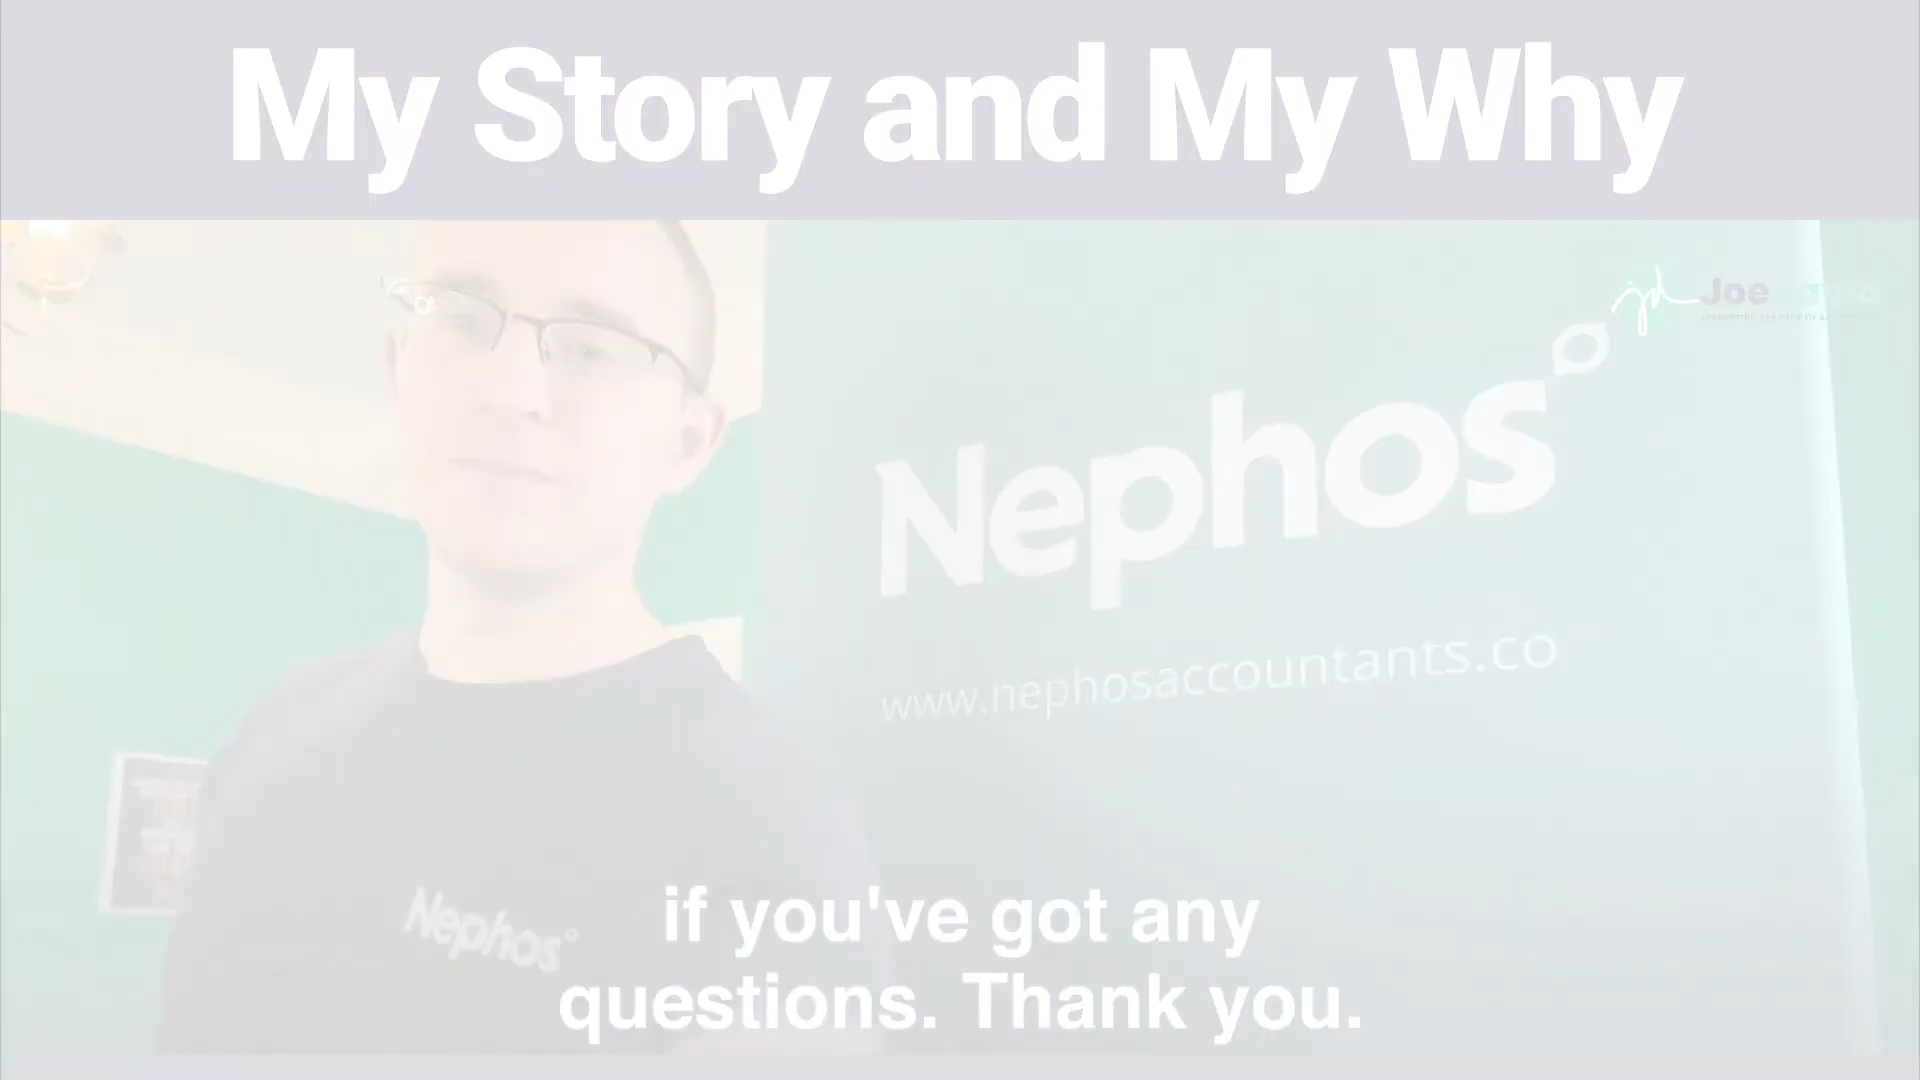 My Story and My Why
Joe
Nephos
www.nephosaccountants.co
Nephos
if you've got any
questions. Thank you.